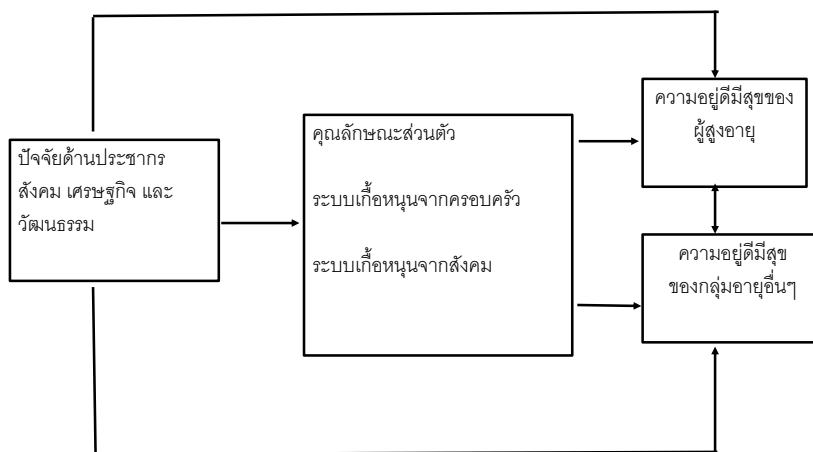 ปัจจัยด้านประชากร
สังคม เศรษฐกิจ และ
วัฒนธรรม
คุณลักษณะส่วนตัว
ระบบเกื้อหนุนจากครอบครัว
ระบบเกื้อหนุนจากสังคม
ความอยู่ดีมีสุขของ
ผู้สูงอายุ
ความอยู่ดีมีสุข
ของกลุ่มอายุอื่นๆ